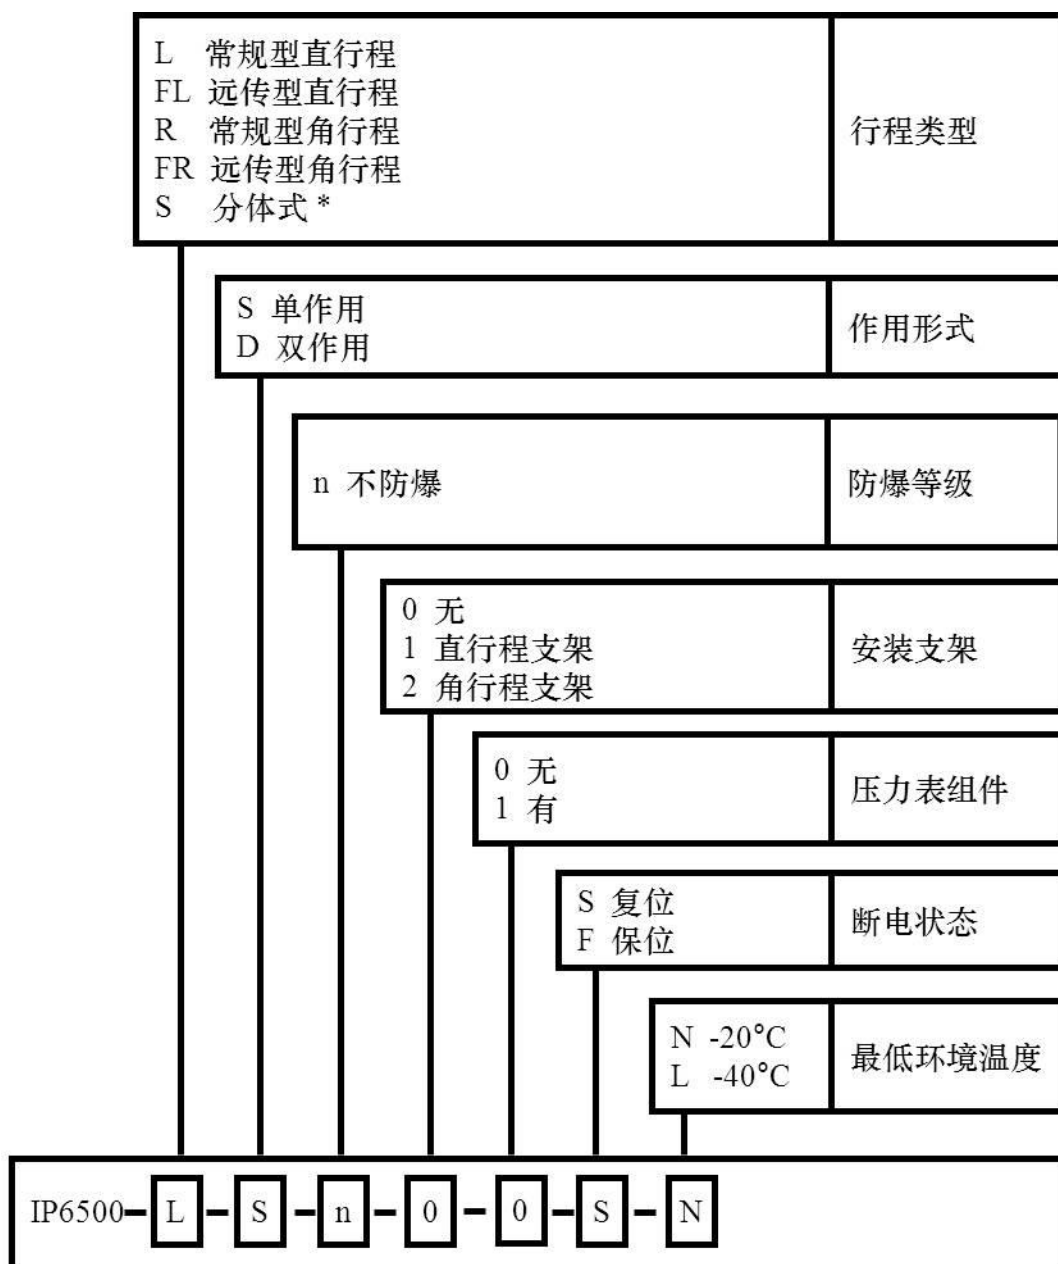 L 常规型直行程
FL 远传型直行程
R 常规型角行程
FR 远传型角行程
S 分体式*
行程类型
S 单作用
D 双作用
作用形式
n 不防爆
防爆等级
0 无
1 直行程支架
2 角行程支架
安装支架
0 无
1 有
压力表组件
S 复位
F 保位
断电状态
N -20°C
L -40°C
最低环境温度
IP6500-L-S-n-0-0-S-N